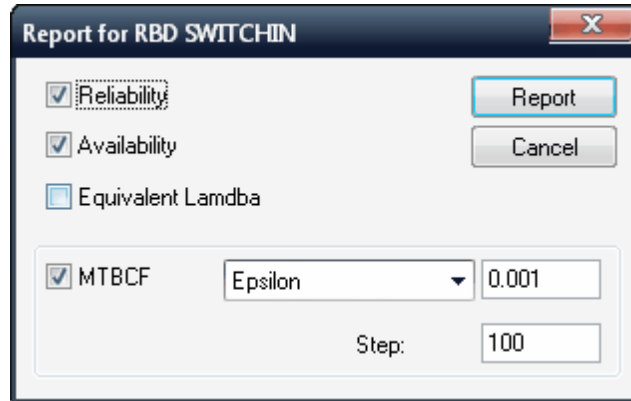 Report for RBD SWITCHIN
Reliability
Report
Availability
Cancel
Equivalent Lamdba
MTBCF Epsilon 0.001
Step: 100